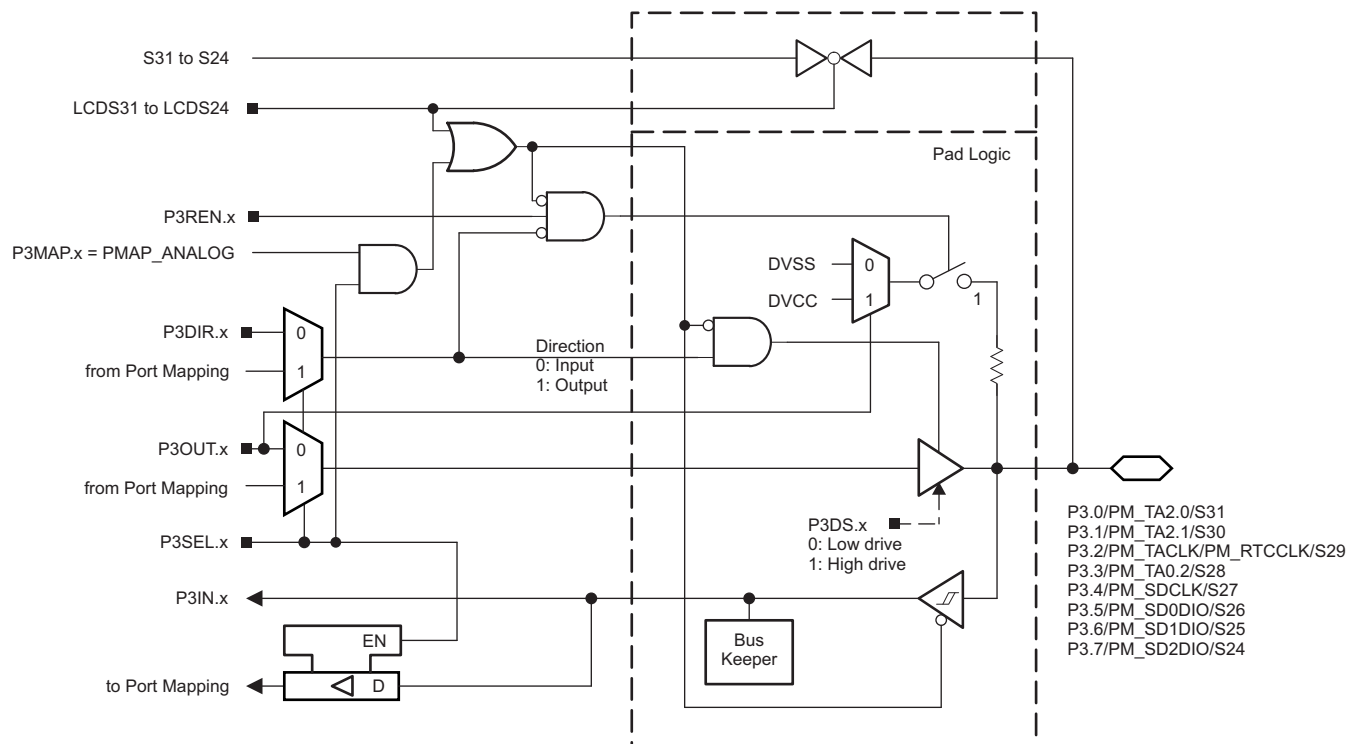 S31 to S24
LCDS31 to LCDS24
Pad Logic
P3REN.x
P3MAP.x = PMAP_ANALOG
DVSS
0
DVCC
1
1
P3DIR.x
0
from Port Mapping
1
Direction
0: Input
1: Output
P3OUT.x
0
from Port Mapping
1
P3DS.x
0: Low drive
1: High drive
P3SEL.x
P3.0/PM_TA2.0/S31
P3.1/PM_TA2.1/S30
P3.2/PM_TACLK/PM_RTCCLK/S29
P3.3/PM_TA0.2/S28
P3.4/PM_SDCLK/S27
P3.5/PM_SD0DIO/S26
P3.6/PM_SD1DIO/S25
P3.7/PM_SD2DIO/S24
P3IN.x
EN
Bus
Keeper
to Port Mapping
D